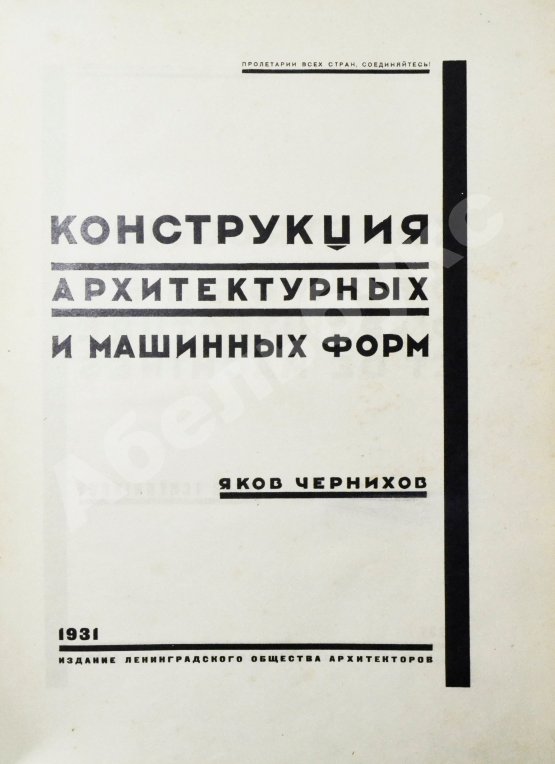 ПРОЛЕТАРИИ ВСЕХ СТРАН, СОЕДИНЯЙТЕСЬ!
КОНСТРУКЦИЯ
АРХИТЕКТУРНЫХ
И МАШИННЫХ ФОРМ
ЯКОВ ЧЕРНИХОВ
1931
ИЗДАНИЕ ЛЕНИНГРАДСКОГО ОБЩЕСТВА АРХИТЕКТОРОВ